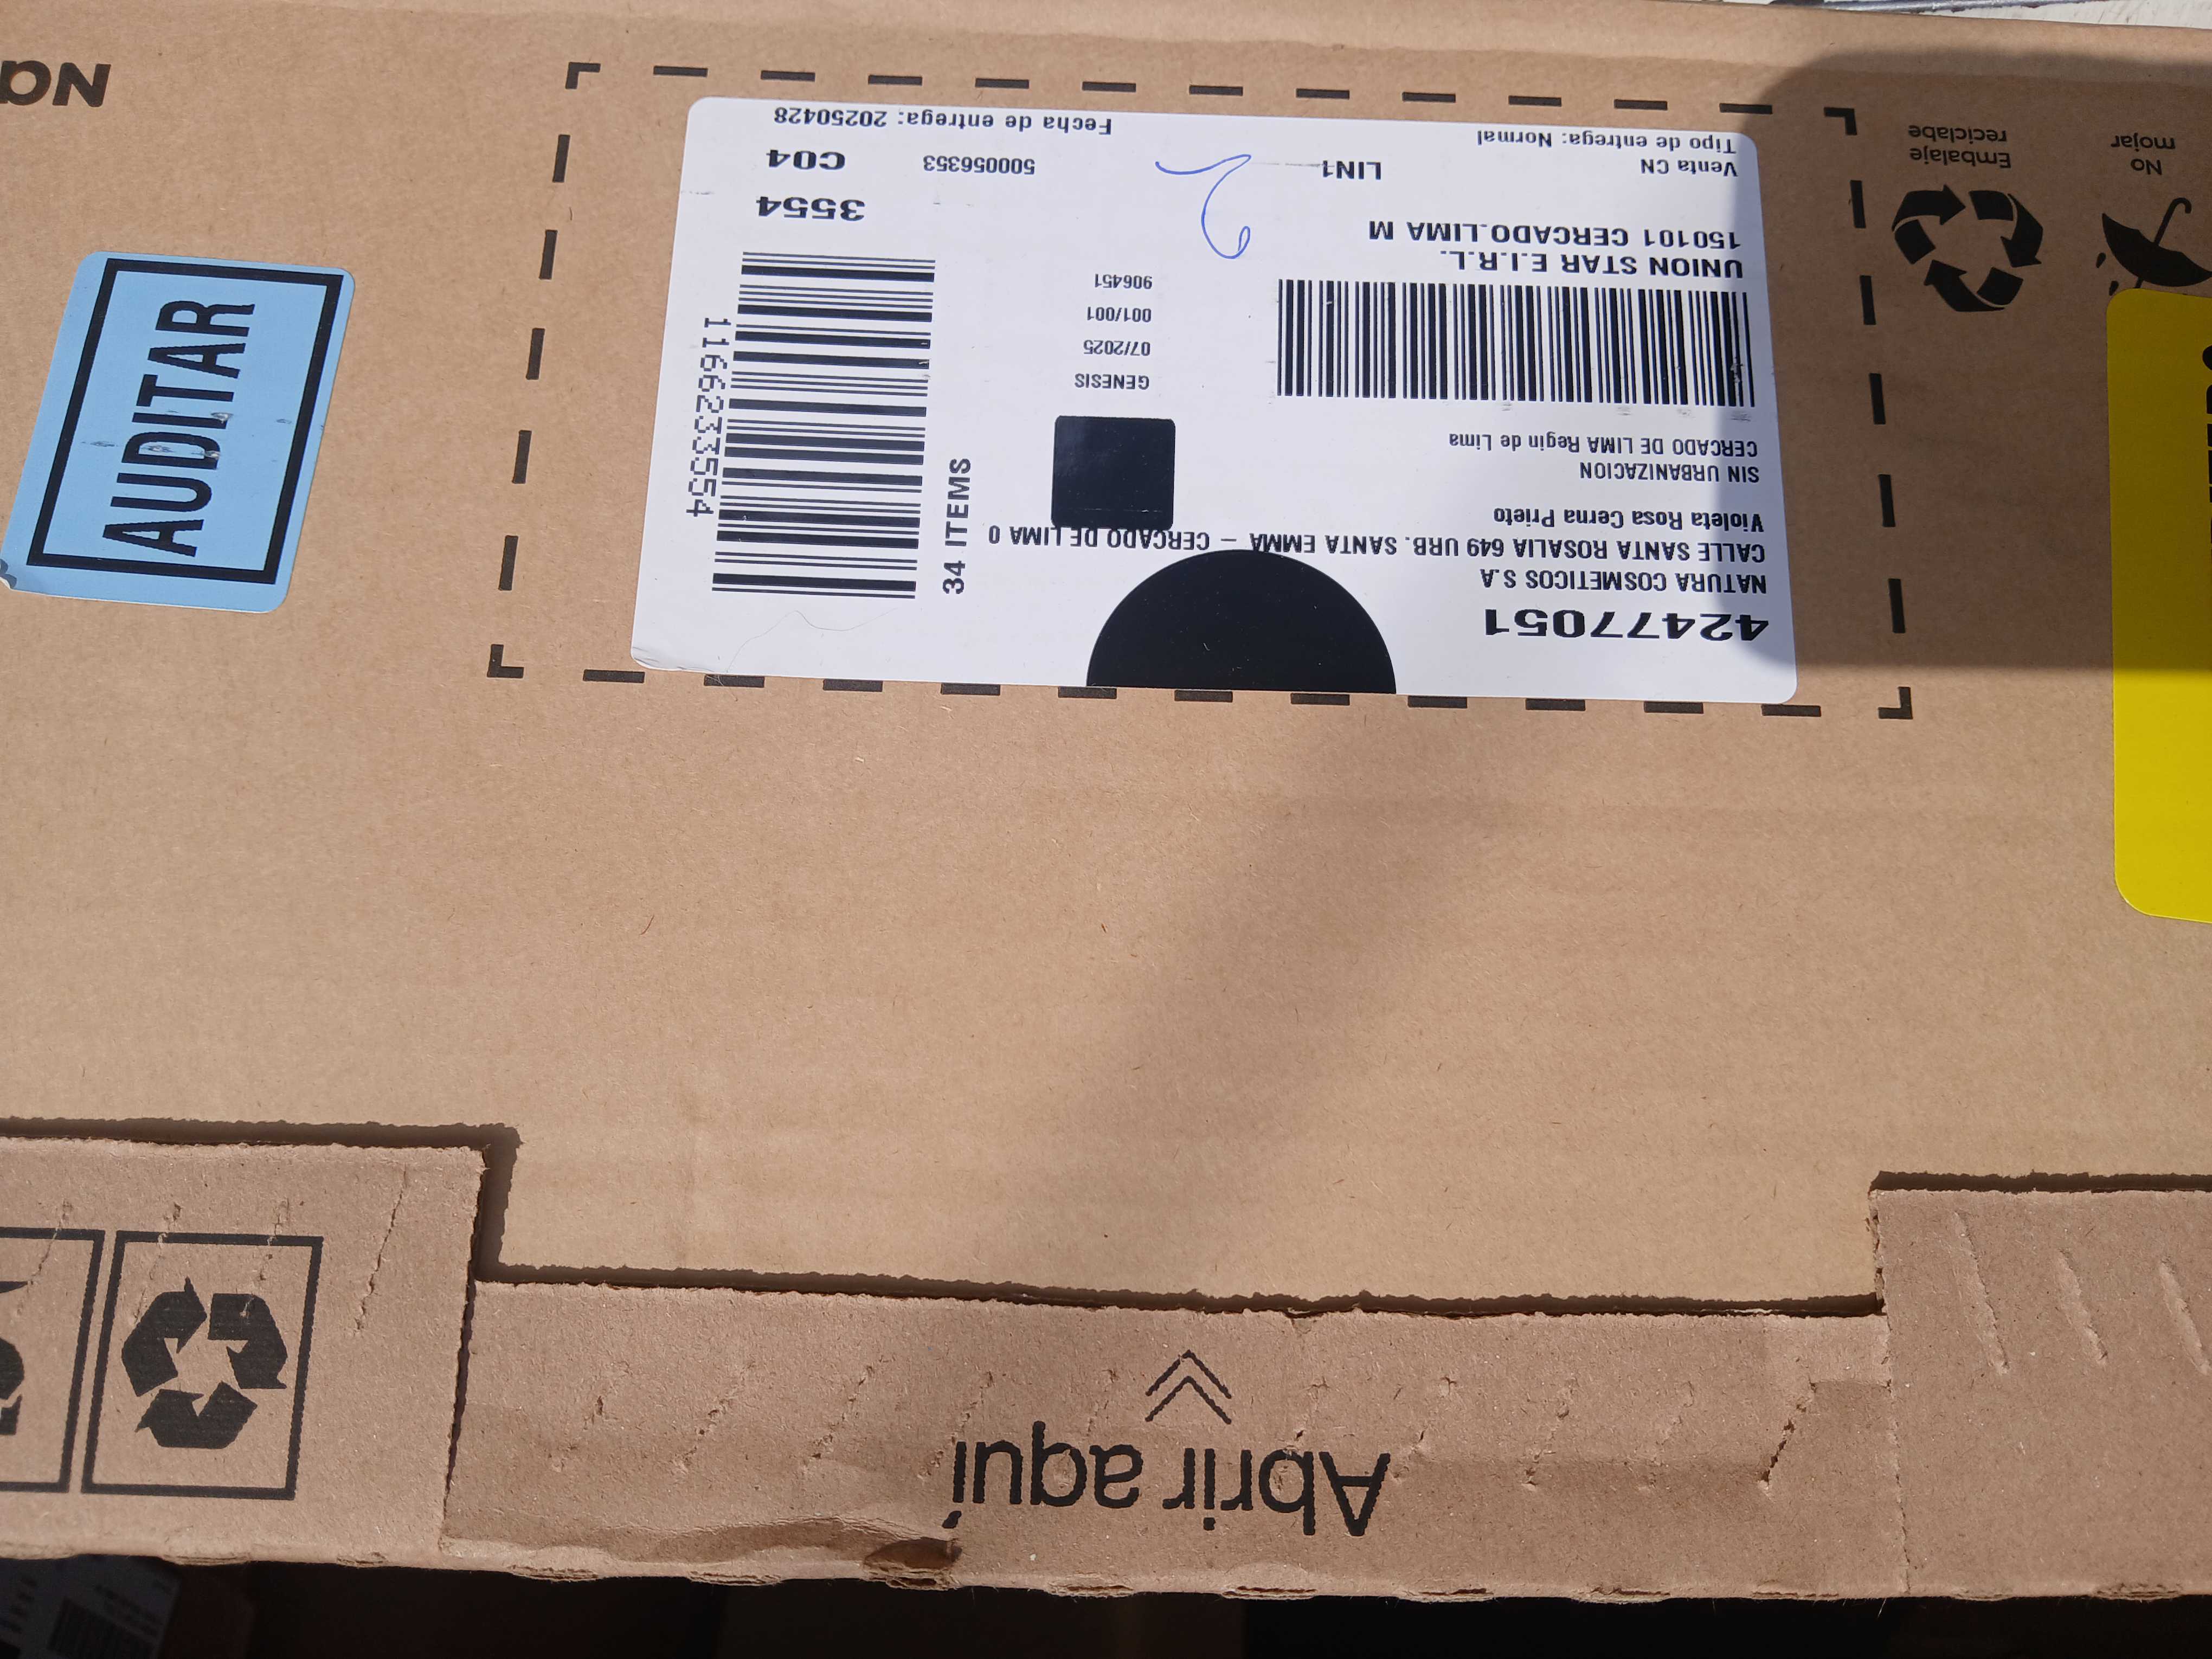 42477051
NATURA COSMETICOS S.A
CALLE SANTA ROSALIA 649 URB. SANTA EMMA – CERCADO DE LIMA 0
Violeta Rosa Cerna Prieto
SIN URBANIZACION
CERCADO DE LIMA Regin de Lima
UNION STAR E.I.R.L.
150101 CERCADO.LIMA M
Venta CN
LIN1
Tipo de entrega: Normal
GENESIS
07/2025
001/001
906451
2
500056353
Fecha de entrega: 20250428
34 ITEMS
1166233554
3554
C04
AUDITAR
No
mojar
Embalaje
reciclabe
Abrir aquí